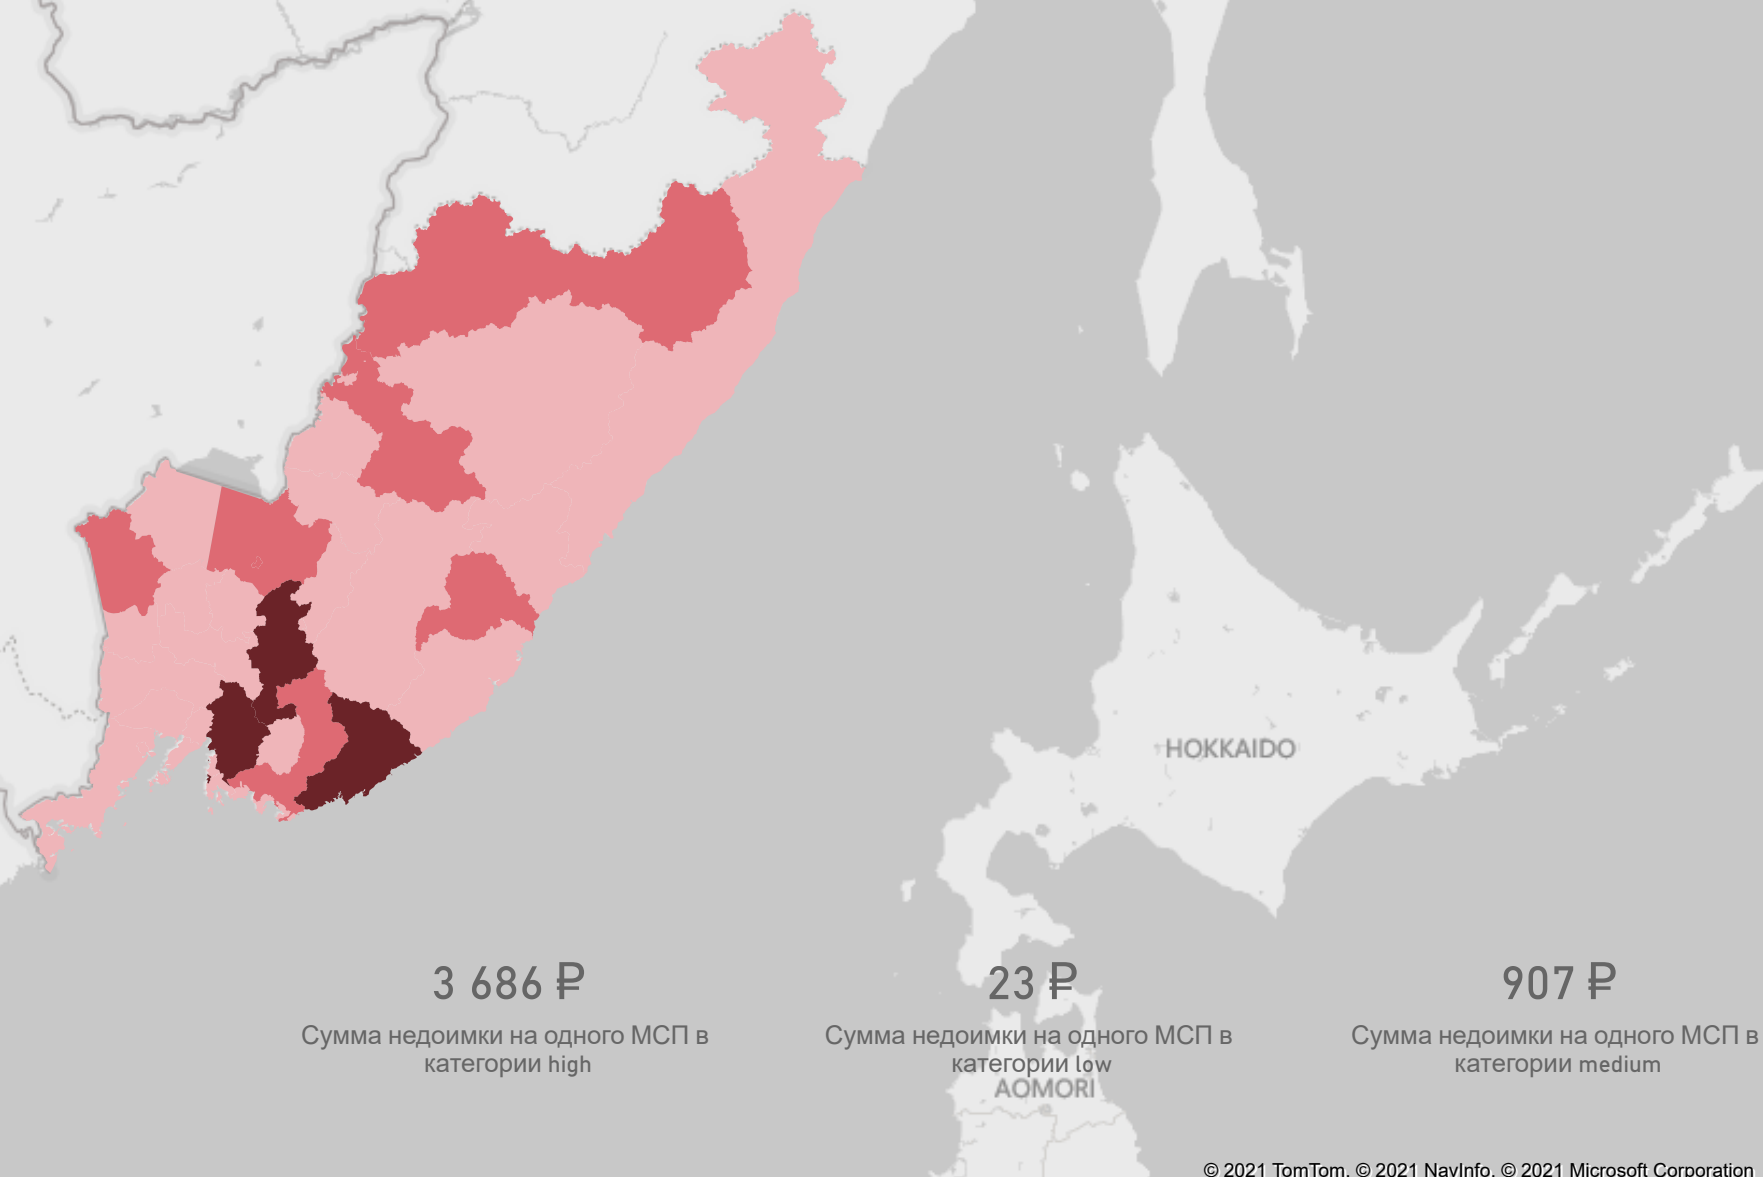 HOKKAIDO
3 686 ₽
Сумма недоимки на одного МСП в
категории high
23 ₽
Сумма недоимки на одного МСП в
категории low
907 ₽
Сумма недоимки на одного МСП в
категории medium
AOMORI
© 2021 TomTom, © 2021 NavInfo, © 2021 Microsoft Corporation